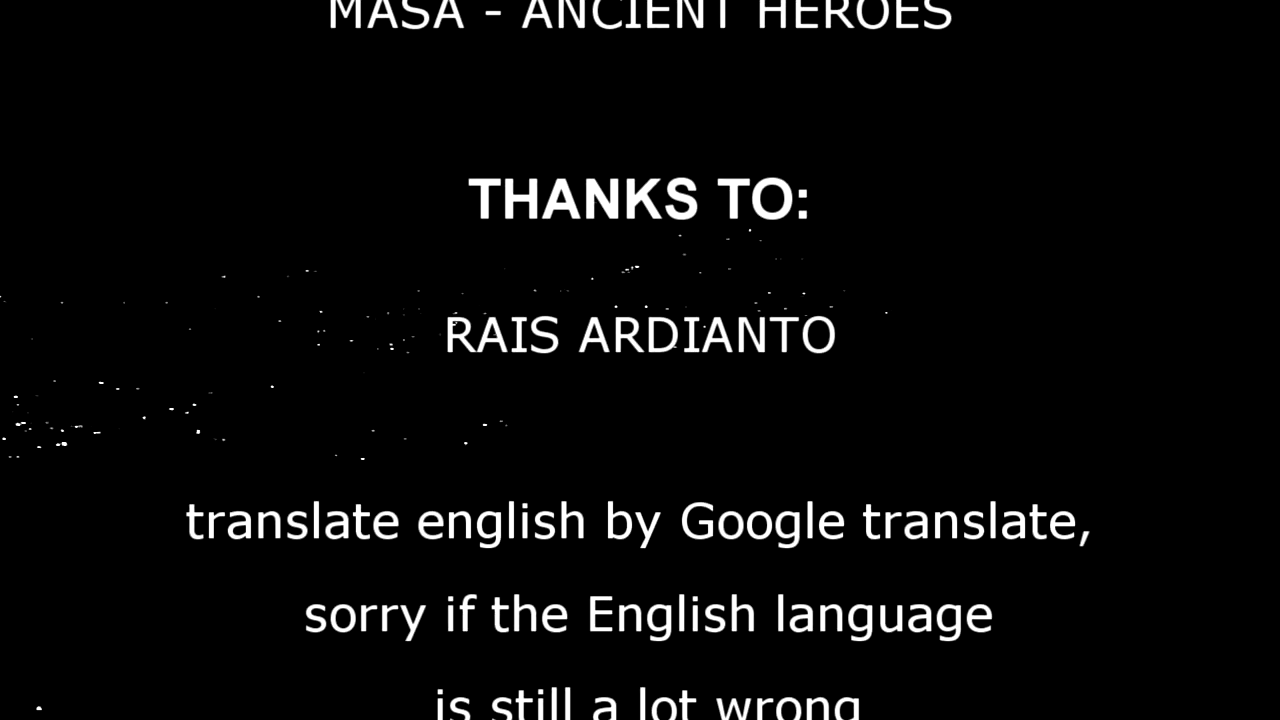 MASA - ANCIENT HEROES
THANKS TO:
RAIS ARDIANTO
translate english by Google translate,
sorry if the English language
is still a lot wrong